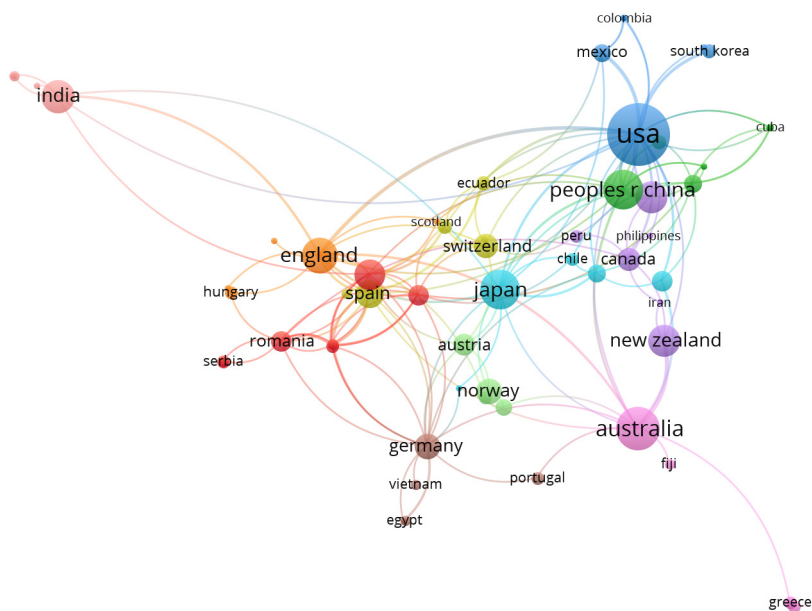 colombia
mexico
south korea
india
usa
cuba
ecuador
peoples r china
scotland
england
switzerland
peru
philippines
chile
canada
hungary
spain
japan
iran
romania
austria
new zealand
serbia
norway
germany
australia
fiji
vietnam
portugal
egypt
greece